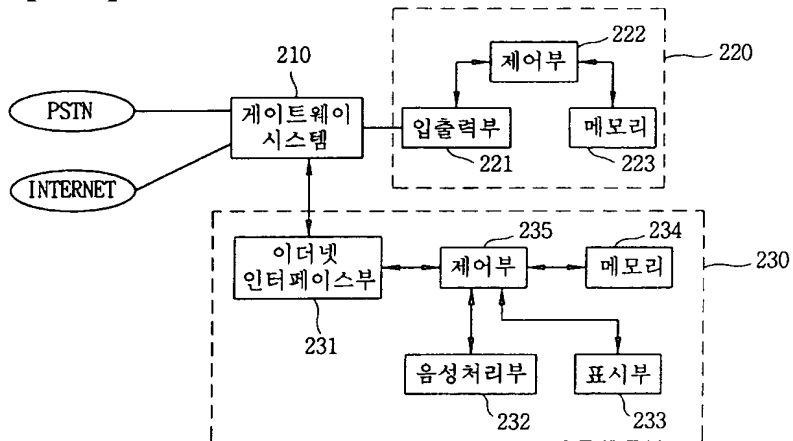 222
제어부
220
210
PSTN
게이트웨이
시스템
입출력부
메모리
221
223
INTERNET
235
234
이더넷
인터페이스부
제어부
메모리
230
231
음성처리부
표시부
232
233